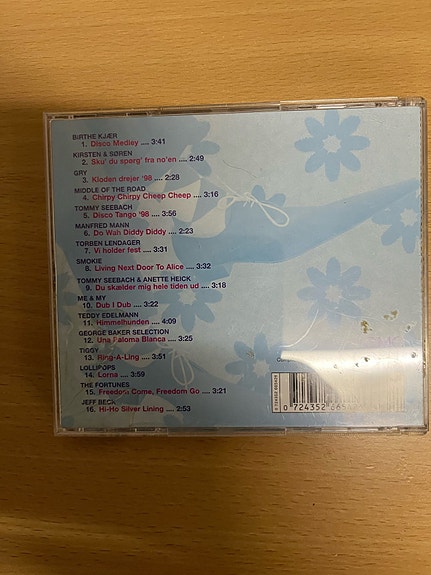 BIRTHE KJÆR
1. Disco Medley .... 3:41
KIRSTEN & SØREN
2. Sku' du spørg' fra no'en .... 2:49
GRY
3. Kloden drejer '98 .... 2:28
MIDDLE OF THE ROAD
4. Chirpy Chirpy Cheep Cheep .... 3:16
TOMMY SEEBACH
5. Disco Tango '98 .... 3:56
MANFRED MANN
6. Do Wah Diddy Diddy .... 2:23
TORBEN LENDAGER
7. Vi holder fest .... 3:31
SMOKIE
8. Living Next Door To Alice .... 3:32
TOMMY SEEBACH & ANETTE HEICK
9. Du skælder mig hele tiden ud .... 3:18
ME & MY
10. Dub I Dub .... 3:22
TEDDY EDELMANN
11. Himmelhunden .... 4:09
GEORGE BAKER SELECTION
12. Una Paloma Blanca .... 3:25
TIGGY
13. Ring-A-Ling .... 3:51
LOLLIPOPS
14. Lorna .... 3:59
THE FORTUNES
15. Freedom Come, Freedom Go .... 3:21
JEFF BECK
16. Hi-Ho Silver Lining .... 2:53